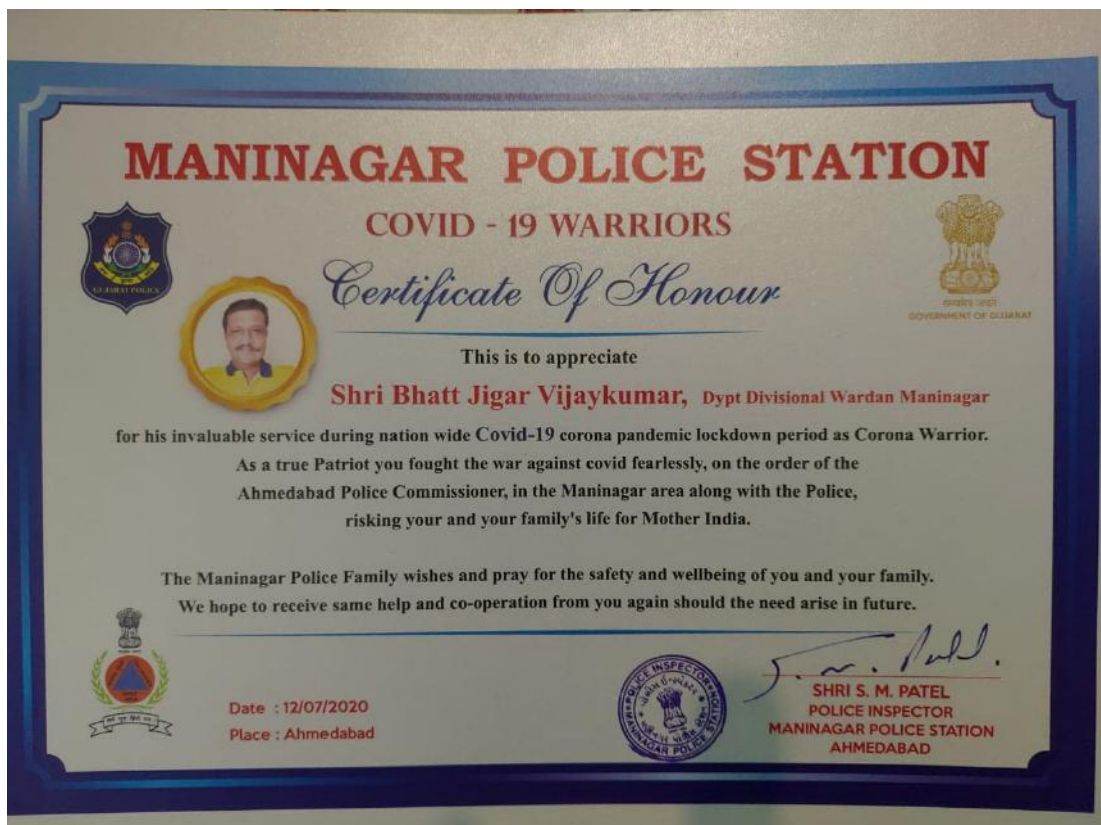 MANINAGAR POLICE STATION
COVID - 19 WARRIORS
Certificate Of Honour
GUJARAT POLICE
सत्यमेव जयते
GOVERNMENT OF GUJARAT
This is to appreciate
Shri Bhatt Jigar Vijaykumar, Dypt Divisional Wardan Maninagar
for his invaluable service during nation wide Covid-19 corona pandemic lockdown period as Corona Warrior.
As a true Patriot you fought the war against covid fearlessly, on the order of the
Ahmedabad Police Commissioner, in the Maninagar area along with the Police,
risking your and your family's life for Mother India.
The Maninagar Police Family wishes and pray for the safety and wellbeing of you and your family.
We hope to receive same help and co-operation from you again should the need arise in future.
Date : 12/07/2020
Place : Ahmedabad
POLICE INSPECTOR
MANINAGAR POLICE STATION
SHRI S. M. PATEL
POLICE INSPECTOR
MANINAGAR POLICE STATION
AHMEDABAD